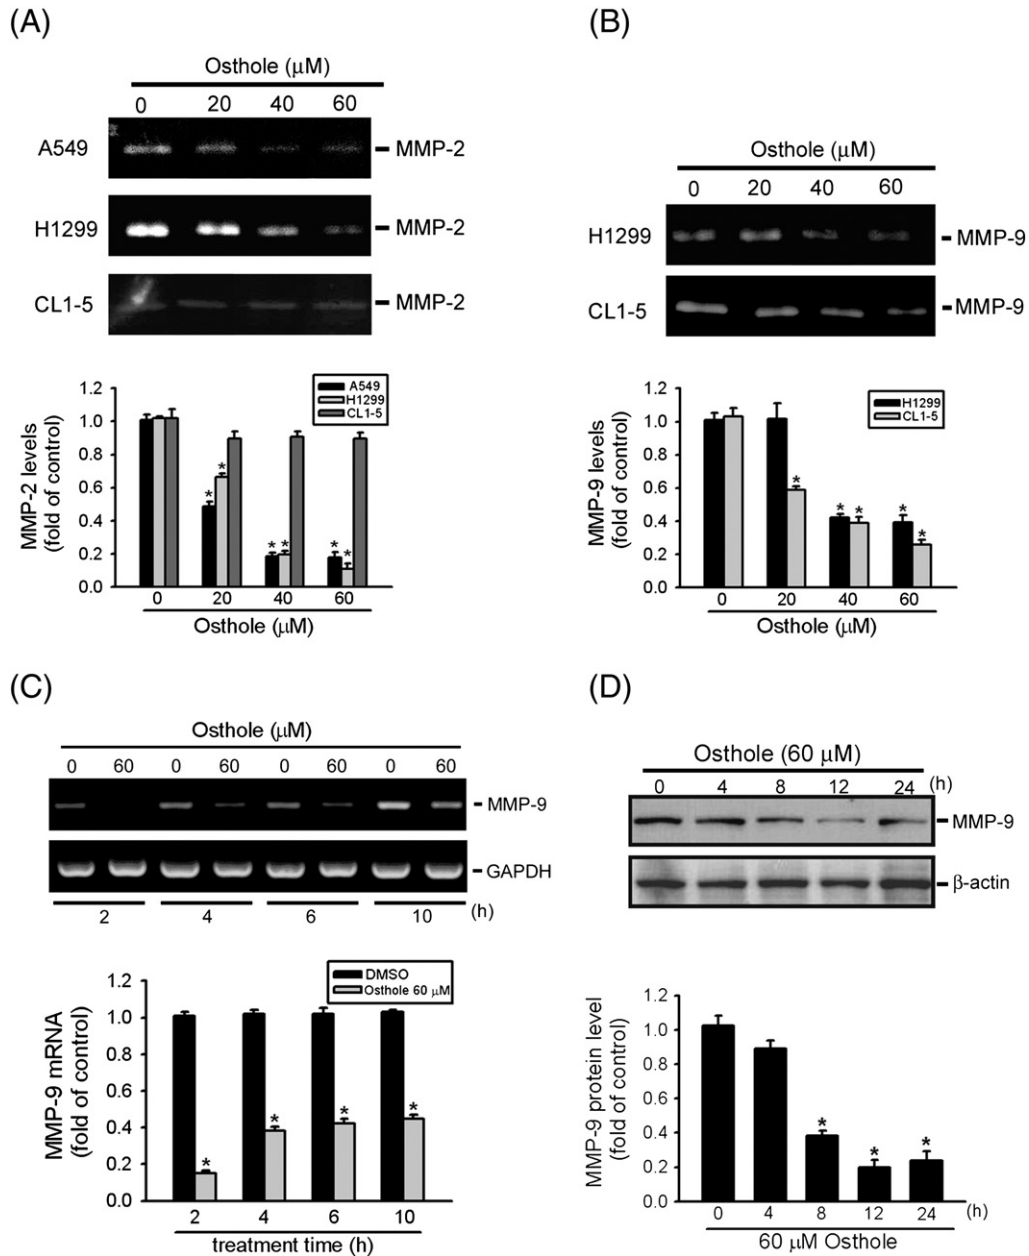 (A)
Osthole (μM)
0 20 40 60
A549 MMP-2
H1299 MMP-2
CL1-5 MMP-2
MMP-2 levels
(fold of control)
1.2
1.0
0.8
0.6
0.4
0.2
0.0
A549
H1299
CL1-5
* *
* *
* *
0 20 40 60
Osthole (μM)
(B)
Osthole (μM)
0 20 40 60
H1299 MMP-9
CL1-5 MMP-9
MMP-9 levels
(fold of control)
1.2
1.0
0.8
0.6
0.4
0.2
0.0
H1299
CL1-5
*
* *
* *
0 20 40 60
Osthole (μM)
(C)
Osthole (μM)
0 60 0 60 0 60 0 60
MMP-9
GAPDH
2 4 6 10 (h)
MMP-9 mRNA
(fold of control)
1.2
1.0
0.8
0.6
0.4
0.2
0.0
DMSO
Osthole 60 μM
* * * *
2 4 6 10
treatment time (h)
(D)
Osthole (60 μM)
0 4 8 12 24 (h)
MMP-9
β-actin
MMP-9 protein level
(fold of control)
1.2
1.0
0.8
0.6
0.4
0.2
0.0
* * *
0 4 8 12 24 (h)
60 μM Osthole